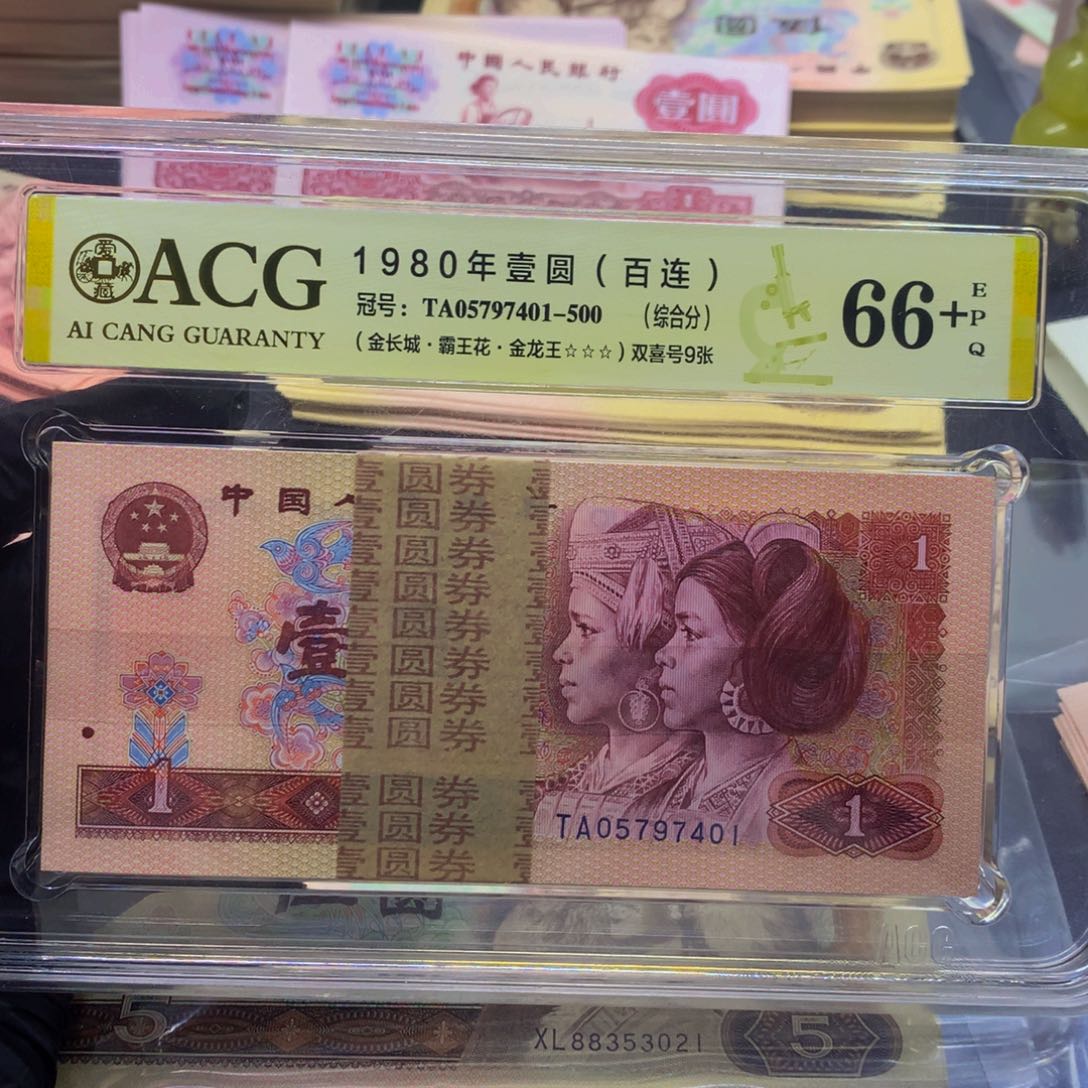 中国人民银行
壹圆
爱藏
ACG
AI CANG GUARANTY
1980年壹圆(百连)
冠号：TA05797401-500 (综合分)
(金长城·霸王花·金龙王☆☆☆)双喜号9张
66+
EPQ
中国人
壹
壹圆券
壹圆券
壹圆券
壹圆券
壹圆券
壹圆券
壹圆券
壹圆券
壹圆券
壹圆券
壹圆券
1
1
1
TA05797401
ACG
5
XL88353021
5